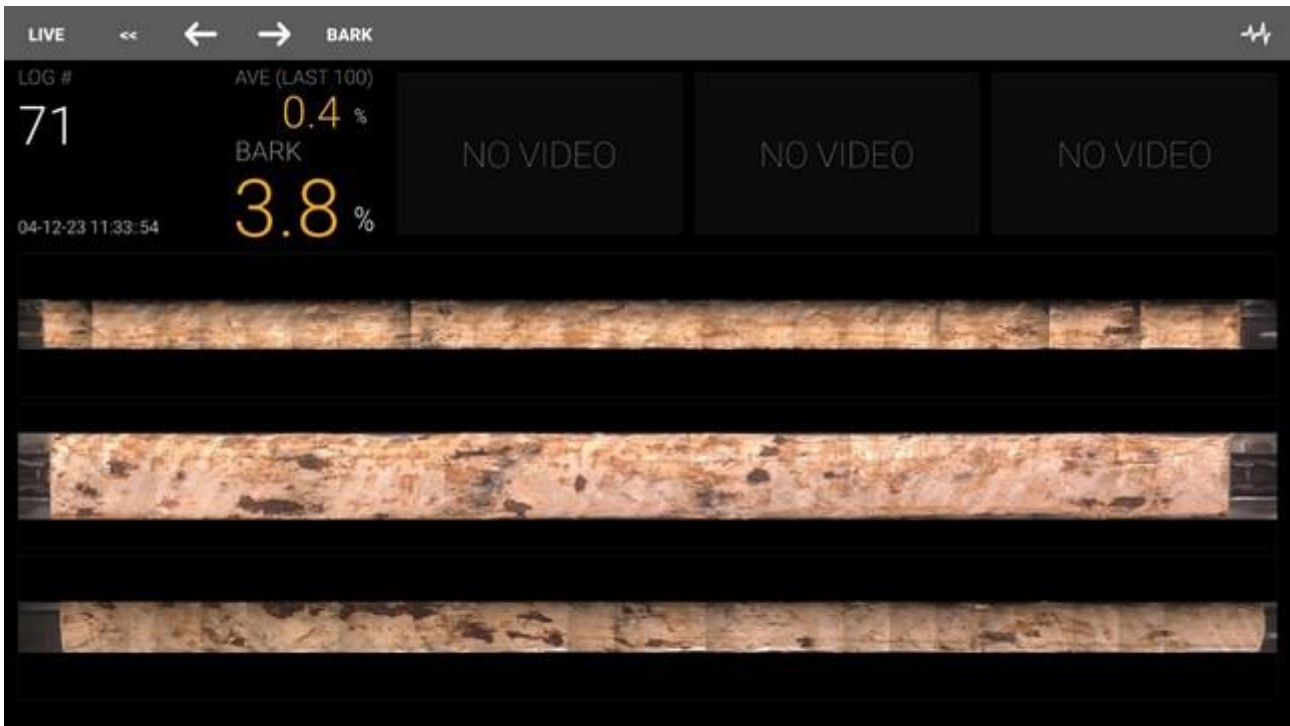 LIVE << ← → BARK
LOG #
71
04-12-23 11:33:54
AVE (LAST 100)
0.4 %
BARK
3.8 %
NO VIDEO
NO VIDEO
NO VIDEO